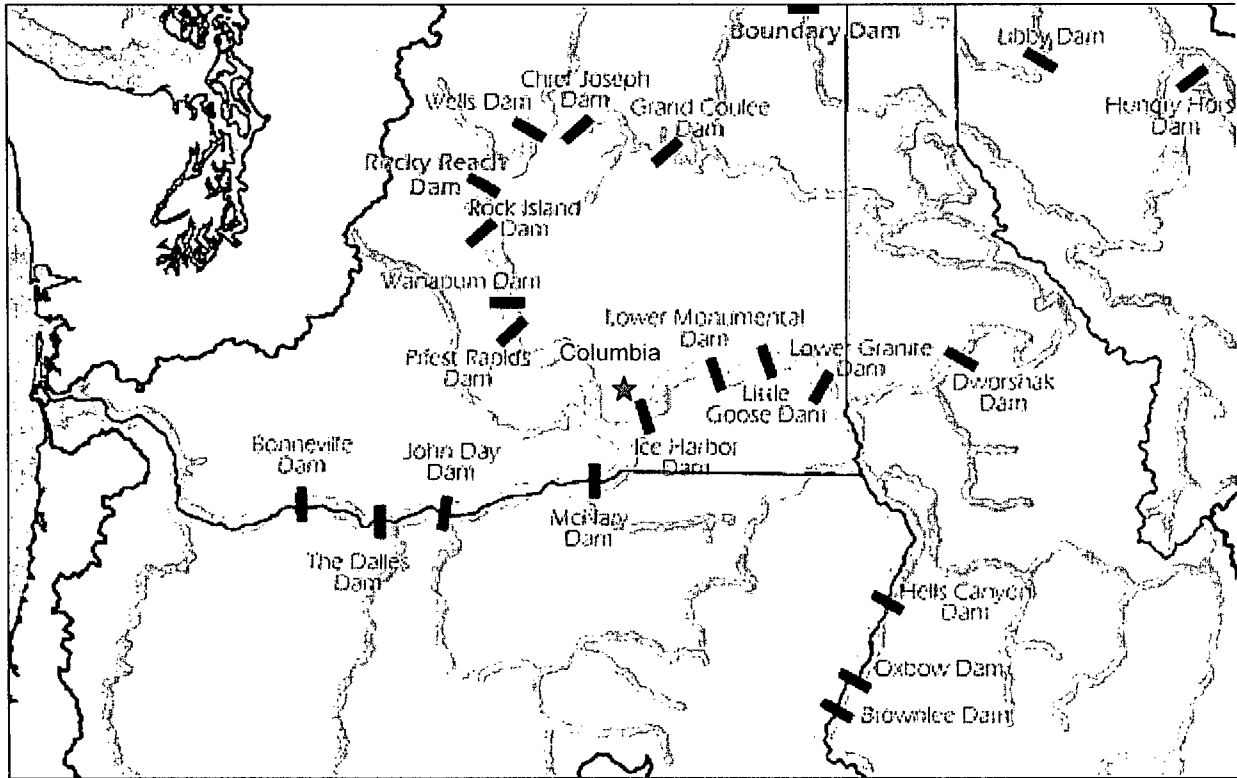 Boundary Dam
Libby Dam
Chief Joseph
Dam
Wells Dam
Grand Coulee
Dam
Hungry Hors
Dam
Rocky Reach
Dam
Rock Island
Dam
Wanapum Dam
Lower Monumental
Dam
Priest Rapids
Dam
Columbia
Lower Granite
Dam
Little
Goose Dam
Dworshak
Dam
Bonneville
Dam
John Day
Dam
Ice Harbor
Dam
McNary
Dam
The Dalles
Dam
Hells Canyon
Dam
Oxbow Dam
Brownlee Dam